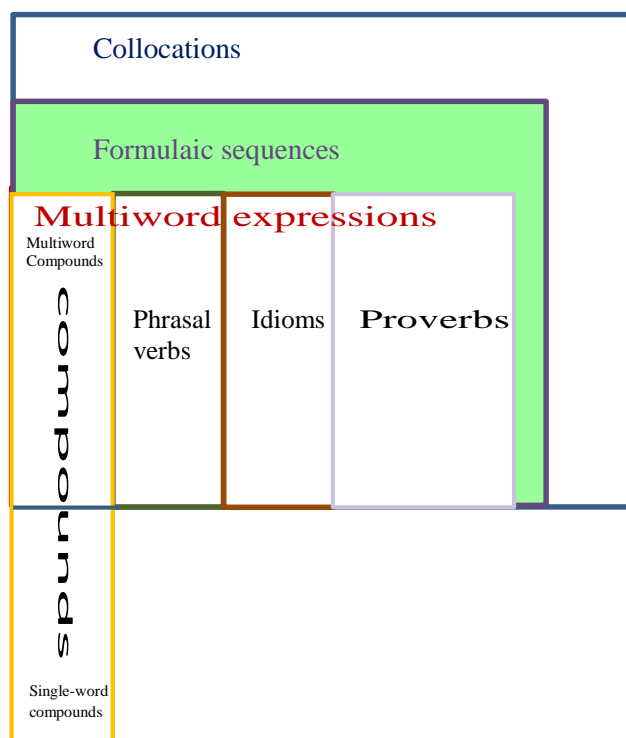 Collocations
Formulaic sequences
Multiword expressions
Multiword
Compounds
compounds
Phrasal
verbs
Idioms
Proverbs
Single-word
compounds